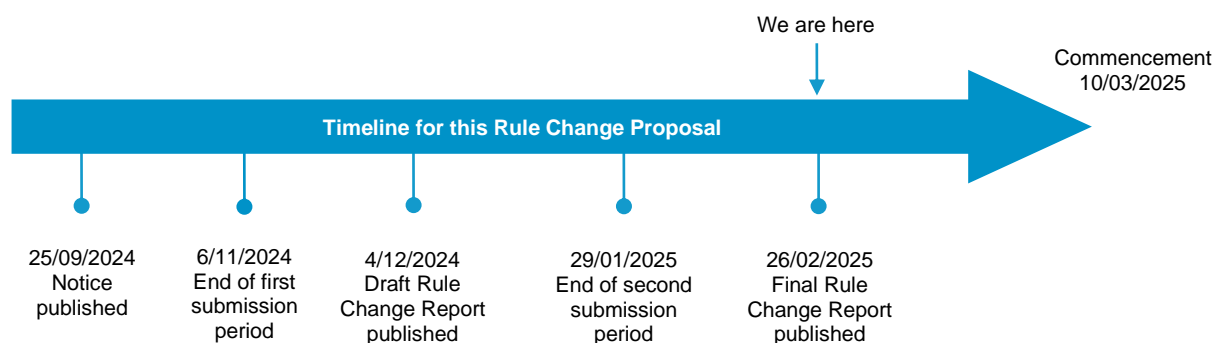 We are here
Commencement
10/03/2025
Timeline for this Rule Change Proposal
25/09/2024
Notice
published
6/11/2024
End of first
submission
period
4/12/2024
Draft Rule
Change Report
published
29/01/2025
End of second
submission
period
26/02/2025
Final Rule
Change Report
published